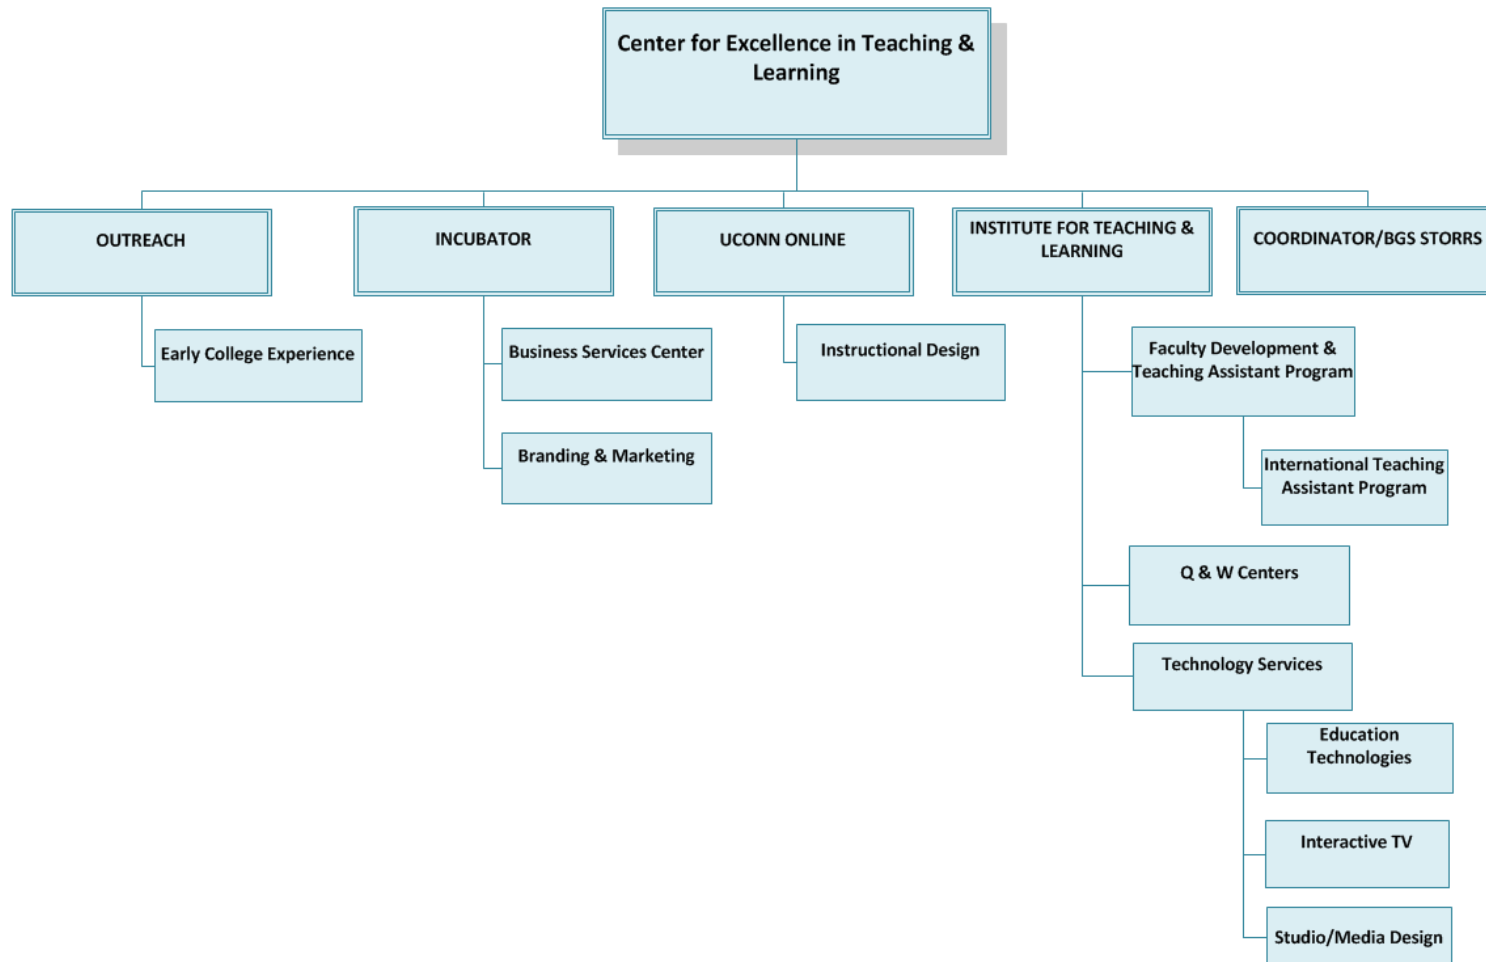 Center for Excellence in Teaching &
Learning
OUTREACH
INCUBATOR
UCONN ONLINE
INSTITUTE FOR TEACHING &
LEARNING
COORDINATOR/BGS STORRS
Early College Experience
Business Services Center
Branding & Marketing
Instructional Design
Faculty Development &
Teaching Assistant Program
International Teaching
Assistant Program
Q & W Centers
Technology Services
Education
Technologies
Interactive TV
Studio/Media Design